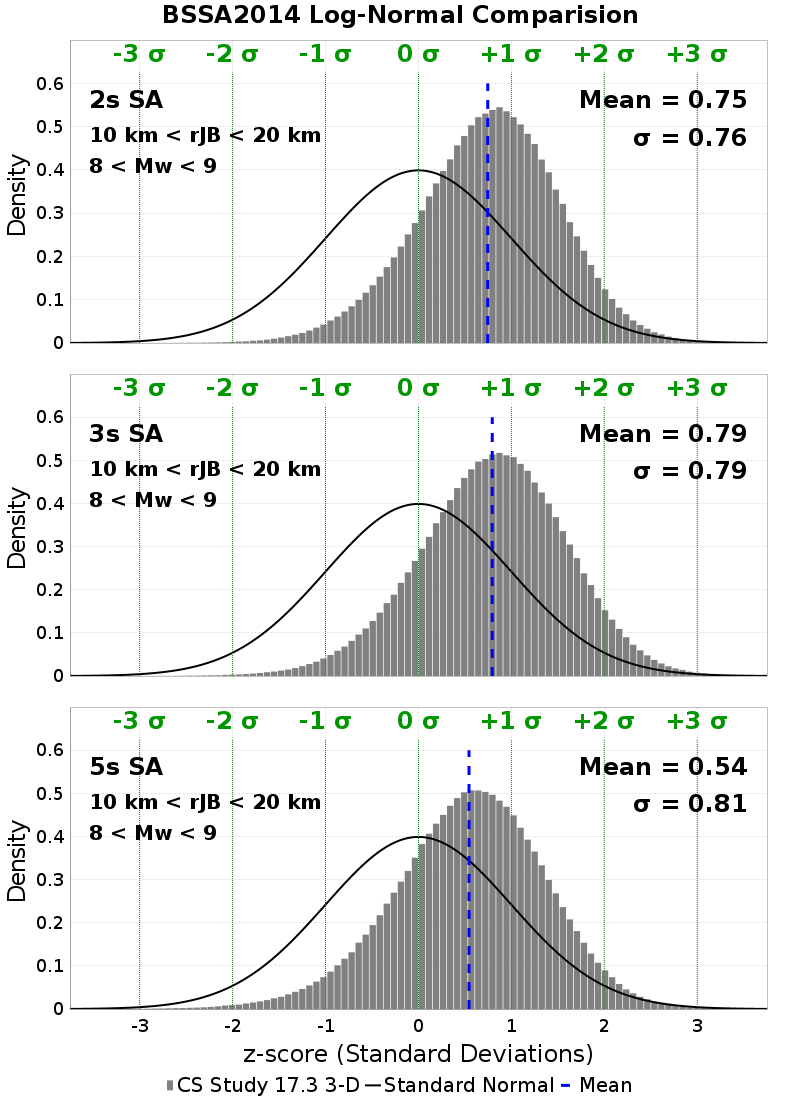 BSSA2014 Log-Normal Comparision
-3 σ -2 σ -1 σ 0 σ +1 σ +2 σ +3 σ
2s SA
10 km < rJB < 20 km
8 < Mw < 9
Mean = 0.75
σ = 0.76
Density
0.6
0.5
0.4
0.3
0.2
0.1
0
-3 σ -2 σ -1 σ 0 σ +1 σ +2 σ +3 σ
3s SA
10 km < rJB < 20 km
8 < Mw < 9
Mean = 0.79
σ = 0.79
Density
0.6
0.5
0.4
0.3
0.2
0.1
0
-3 σ -2 σ -1 σ 0 σ +1 σ +2 σ +3 σ
5s SA
10 km < rJB < 20 km
8 < Mw < 9
Mean = 0.54
σ = 0.81
Density
0.6
0.5
0.4
0.3
0.2
0.1
0
-3 -2 -1 0 1 2 3
z-score (Standard Deviations)
CS Study 17.3 3-D Standard Normal Mean